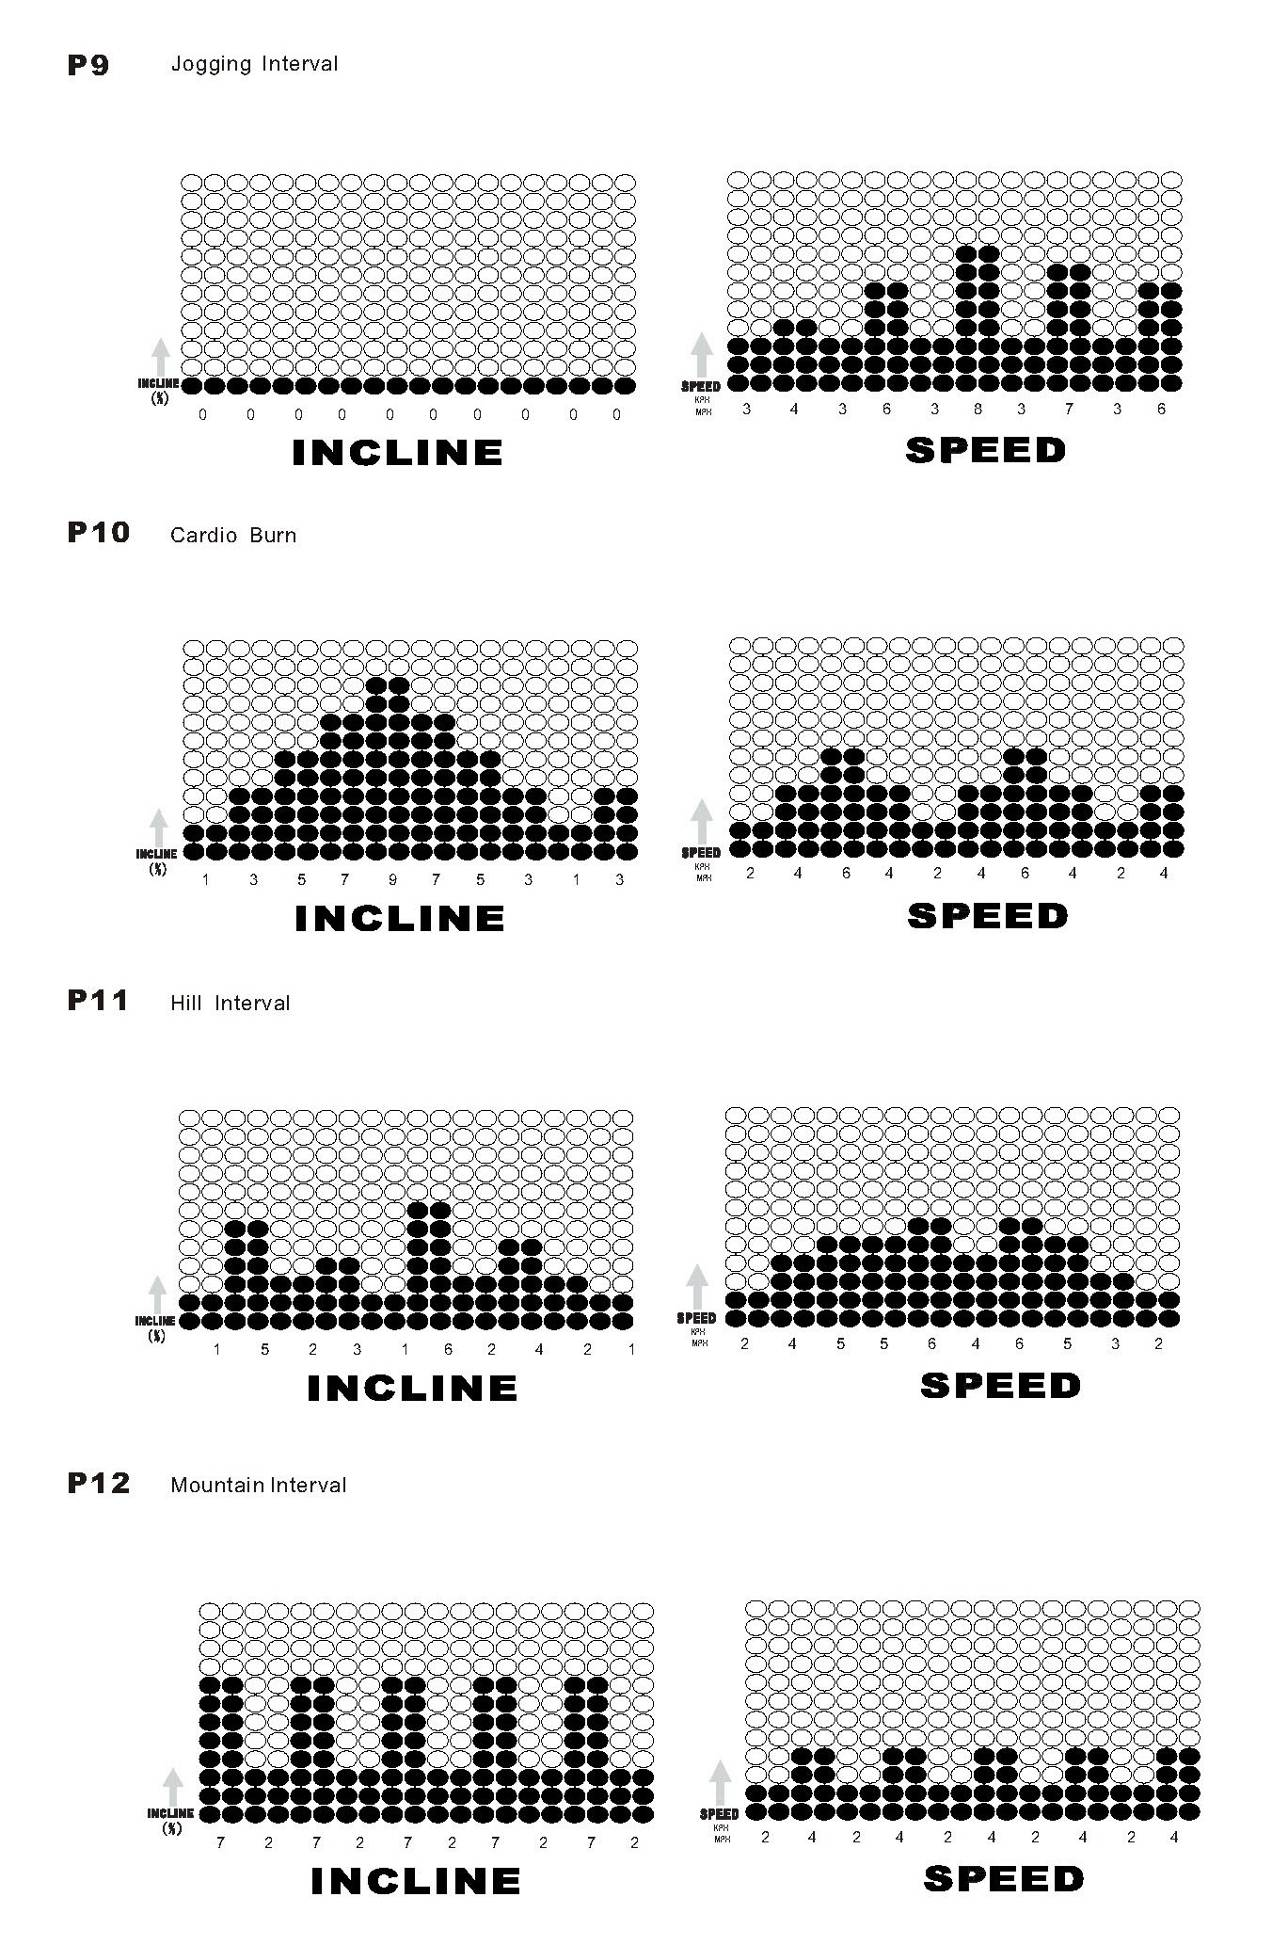 P9 Jogging Interval
INCLINE
(%)
0 0 0 0 0 0 0 0 0 0
INCLINE
SPEED
KPH
MPH
3 4 3 6 3 8 3 7 3 6
SPEED
P10 Cardio Burn
INCLINE
(%)
1 3 5 7 9 7 5 3 1 3
INCLINE
SPEED
KPH
MPH
2 4 6 4 2 4 6 4 2 4
SPEED
P11 Hill Interval
INCLINE
(%)
1 5 2 3 1 6 2 4 2 1
INCLINE
SPEED
KPH
MPH
2 4 5 5 6 4 6 5 3 2
SPEED
P12 Mountain Interval
INCLINE
(%)
7 2 7 2 7 2 7 2 7 2
INCLINE
SPEED
KPH
MPH
2 4 2 4 2 4 2 4 2 4
SPEED